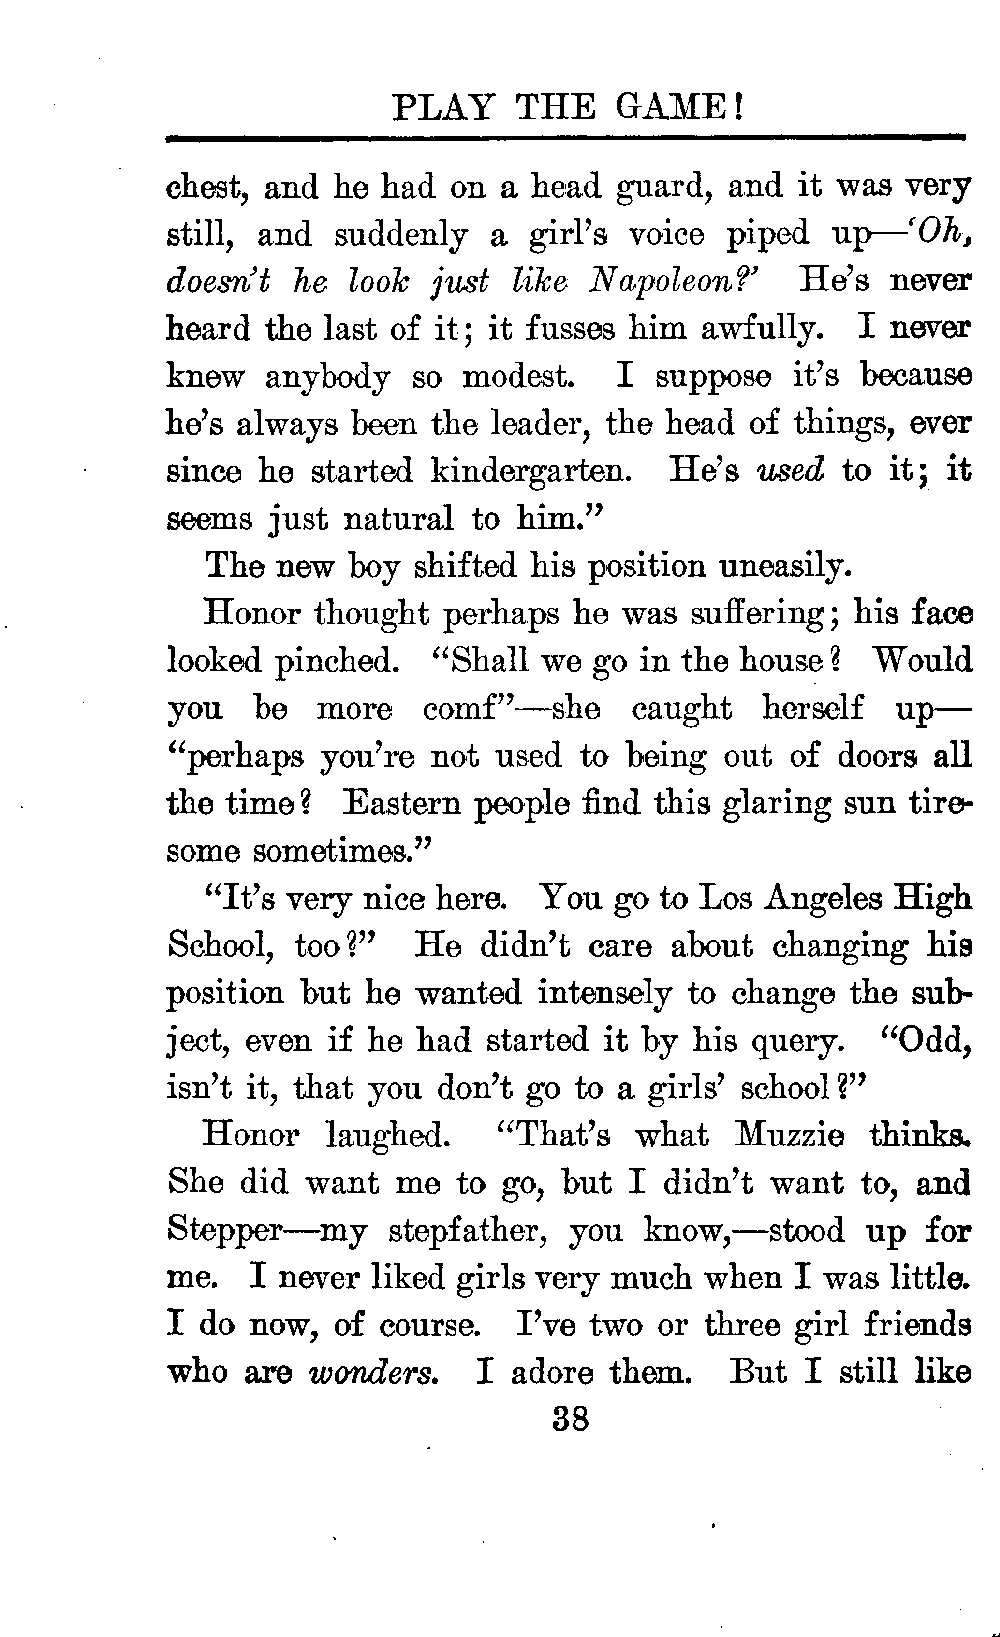 PLAY THE GAME!
chest, and he had on a head guard, and it was very
still, and suddenly a girl's voice piped up—'Oh,
doesn't he look just like Napoleon?' He's never
heard the last of it; it fusses him awfully. I never
knew anybody so modest. I suppose it's because
he's always been the leader, the head of things, ever
since he started kindergarten. He's used to it; it
seems just natural to him."
The new boy shifted his position uneasily.
Honor thought perhaps he was suffering; his face
looked pinched. "Shall we go in the house? Would
you be more comf"—she caught herself up—
"perhaps you're not used to being out of doors all
the time? Eastern people find this glaring sun tire-
some sometimes."
"It's very nice here. You go to Los Angeles High
School, too?" He didn't care about changing his
position but he wanted intensely to change the sub-
ject, even if he had started it by his query. "Odd,
isn't it, that you don't go to a girls' school?"
Honor laughed. "That's what Muzzie thinks.
She did want me to go, but I didn't want to, and
Stepper—my stepfather, you know,—stood up for
me. I never liked girls very much when I was little.
I do now, of course. I've two or three girl friends
who are wonders. I adore them. But I still like
38